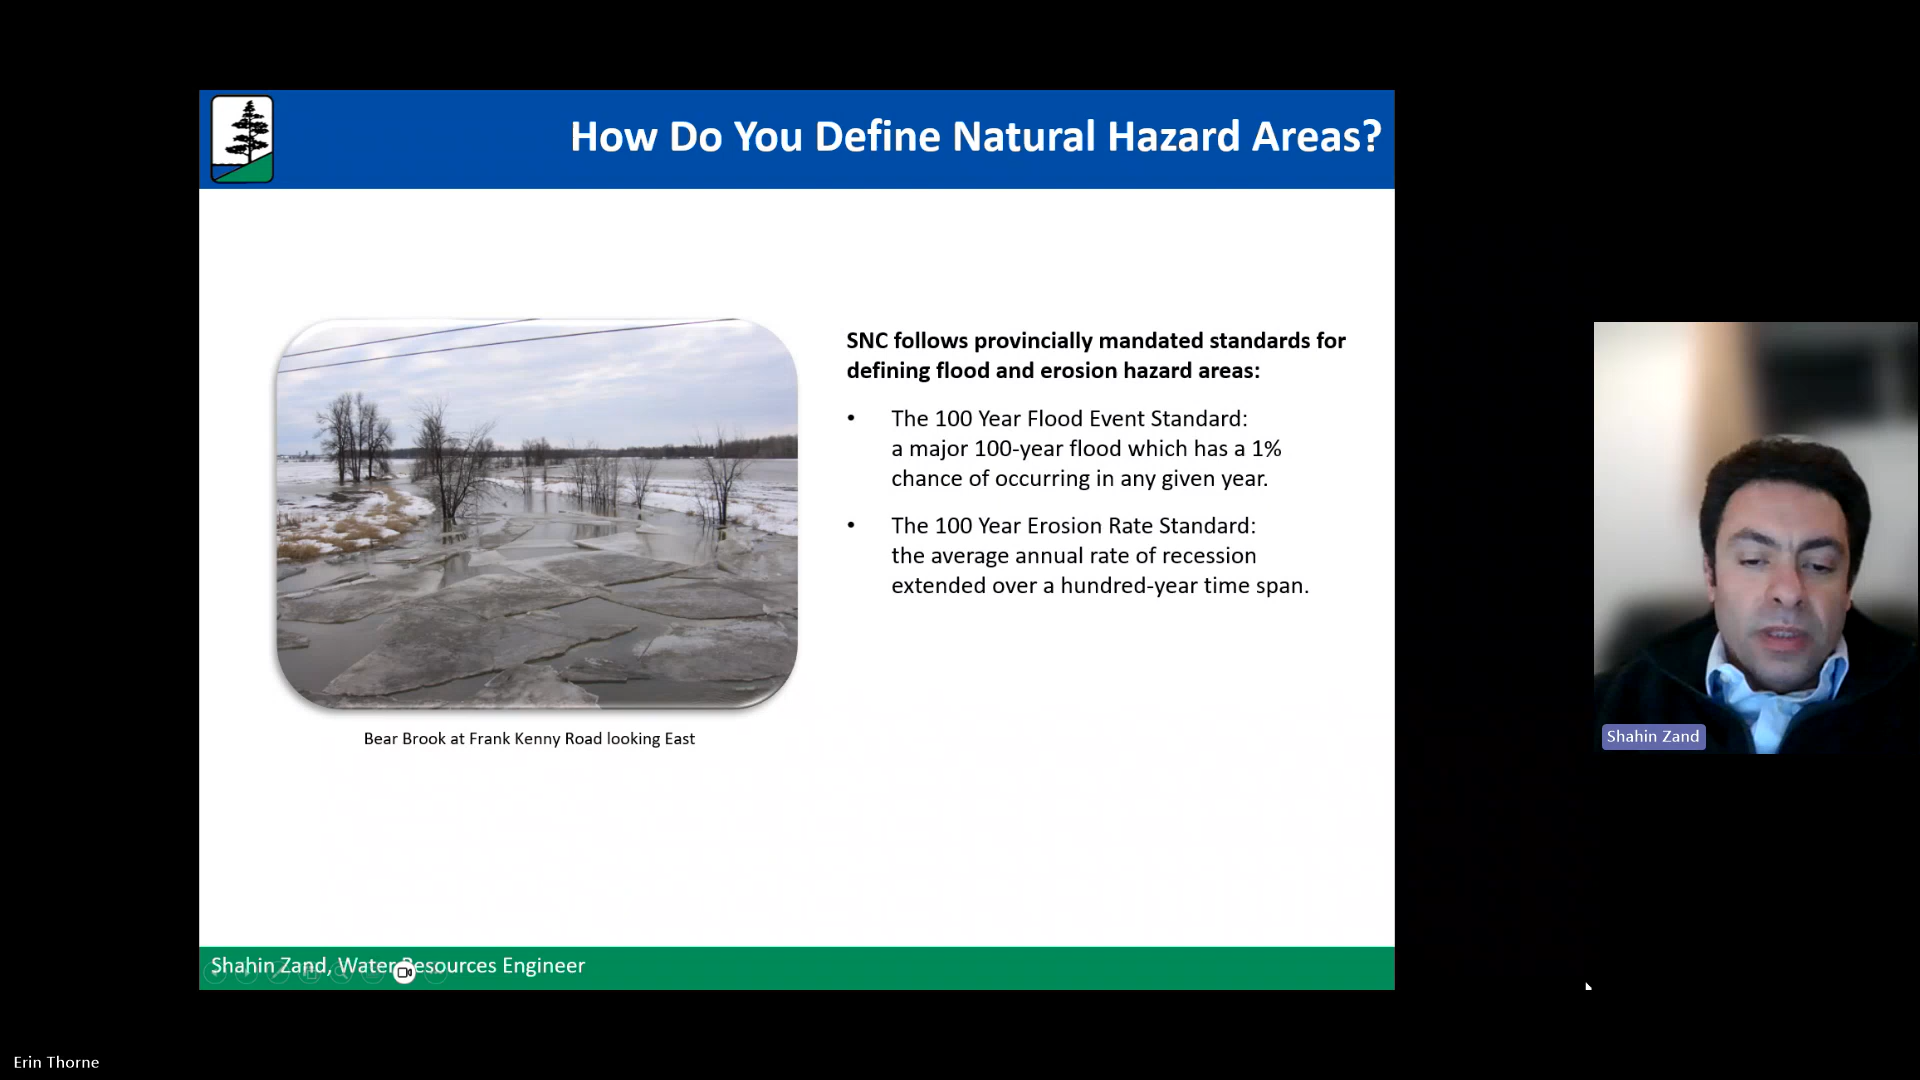 How Do You Define Natural Hazard Areas?
SNC follows provincially mandated standards for
defining flood and erosion hazard areas:
• The 100 Year Flood Event Standard:
a major 100-year flood which has a 1%
chance of occurring in any given year.
• The 100 Year Erosion Rate Standard:
the average annual rate of recession
extended over a hundred-year time span.
Bear Brook at Frank Kenny Road looking East
Shahin Zand
Shahin Zand, Water Resources Engineer
Erin Thorne